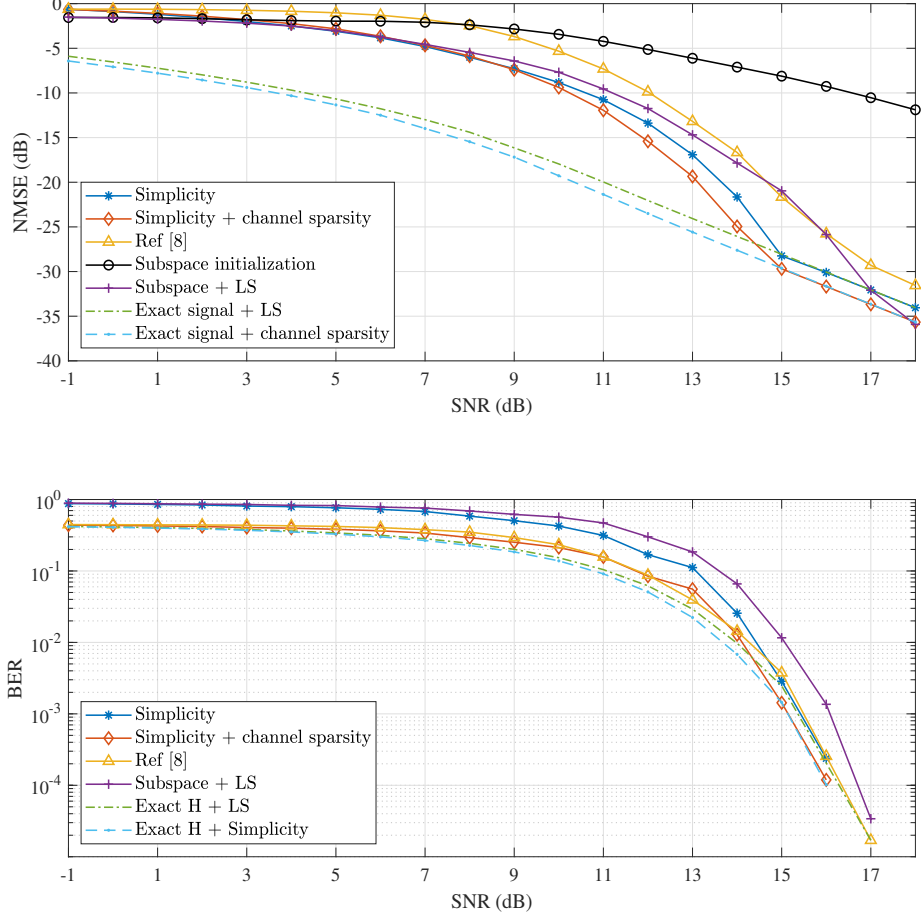 0
-5
-10
-15
-20
-25
-30
-35
-40
NMSE (dB)
Simplicity
Simplicity + channel sparsity
Ref [8]
Subspace initialization
Subspace + LS
Exact signal + LS
Exact signal + channel sparsity
-1 1 3 5 7 9 11 13 15 17
SNR (dB)
10^0
10^-1
10^-2
10^-3
10^-4
BER
Simplicity
Simplicity + channel sparsity
Ref [8]
Subspace + LS
Exact H + LS
Exact H + Simplicity
-1 1 3 5 7 9 11 13 15 17
SNR (dB)